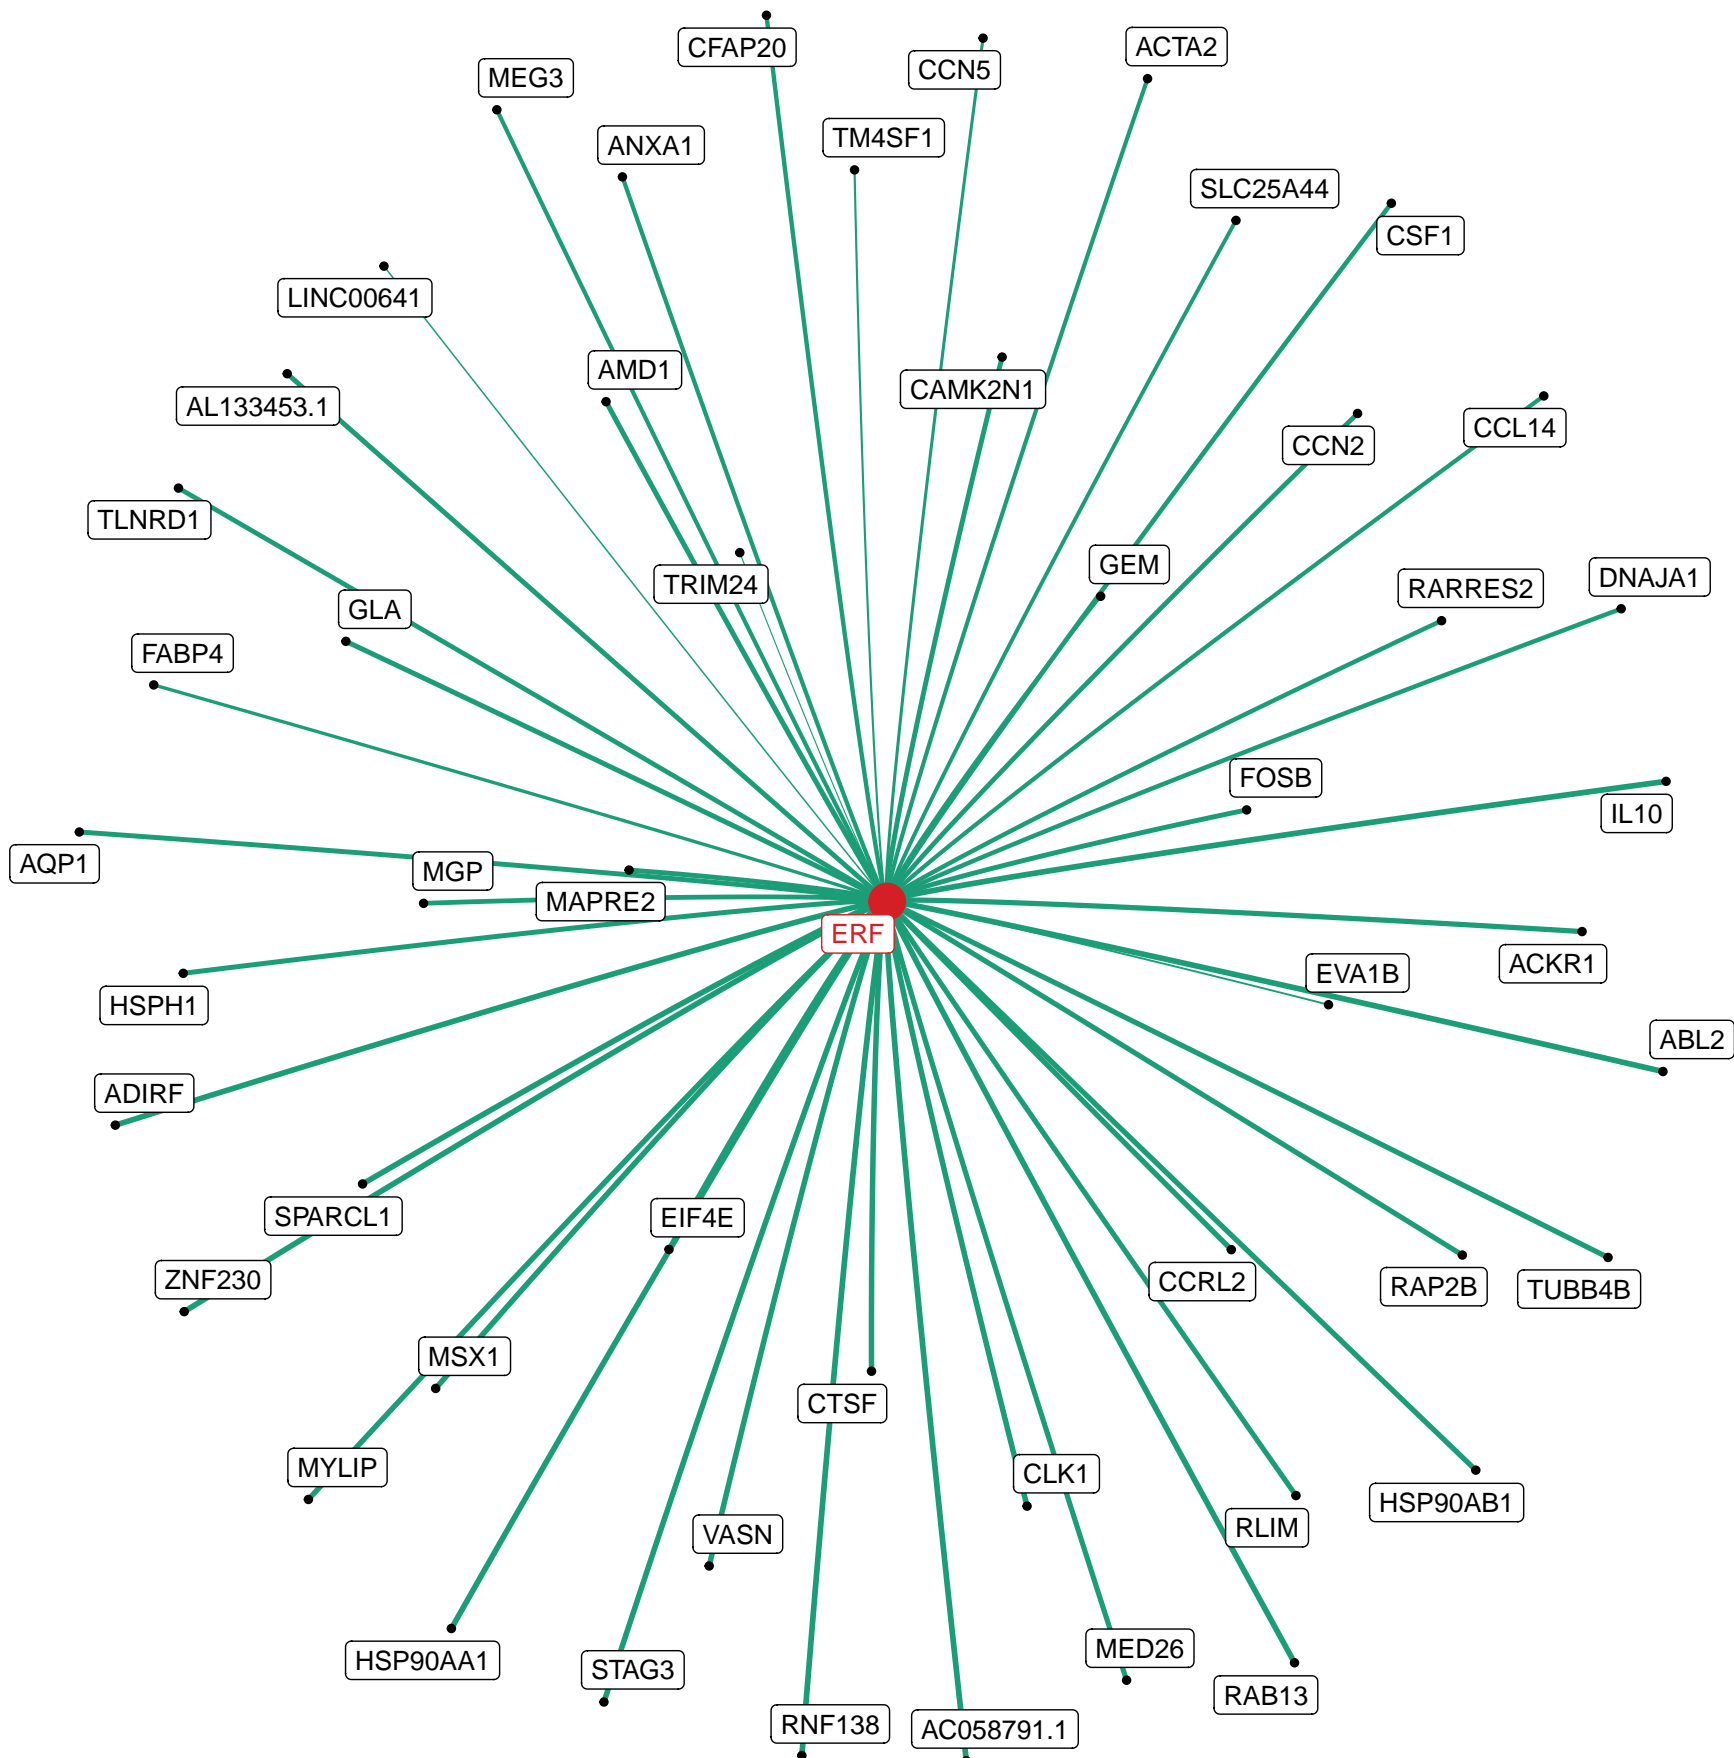 CFAP20
ACTA2
CCN5
MEG3
TM4SF1
ANXA1
SLC25A44
CSF1
LINC00641
AMD1
CAMK2N1
AL133453.1
CCL14
CCN2
TLNRD1
GEM
DNAJA1
TRIM24
RARRES2
GLA
FABP4
FOSB
IL10
AQP1
MGP
MAPRE2
ERF
ACKR1
EVA1B
HSPH1
ABL2
ADIRF
SPARCL1
EIF4E
ZNF230
CCRL2
RAP2B
TUBB4B
MSX1
CTSF
MYLIP
CLK1
HSP90AB1
RLIM
VASN
MED26
HSP90AA1
STAG3
RAB13
RNF138
AC058791.1